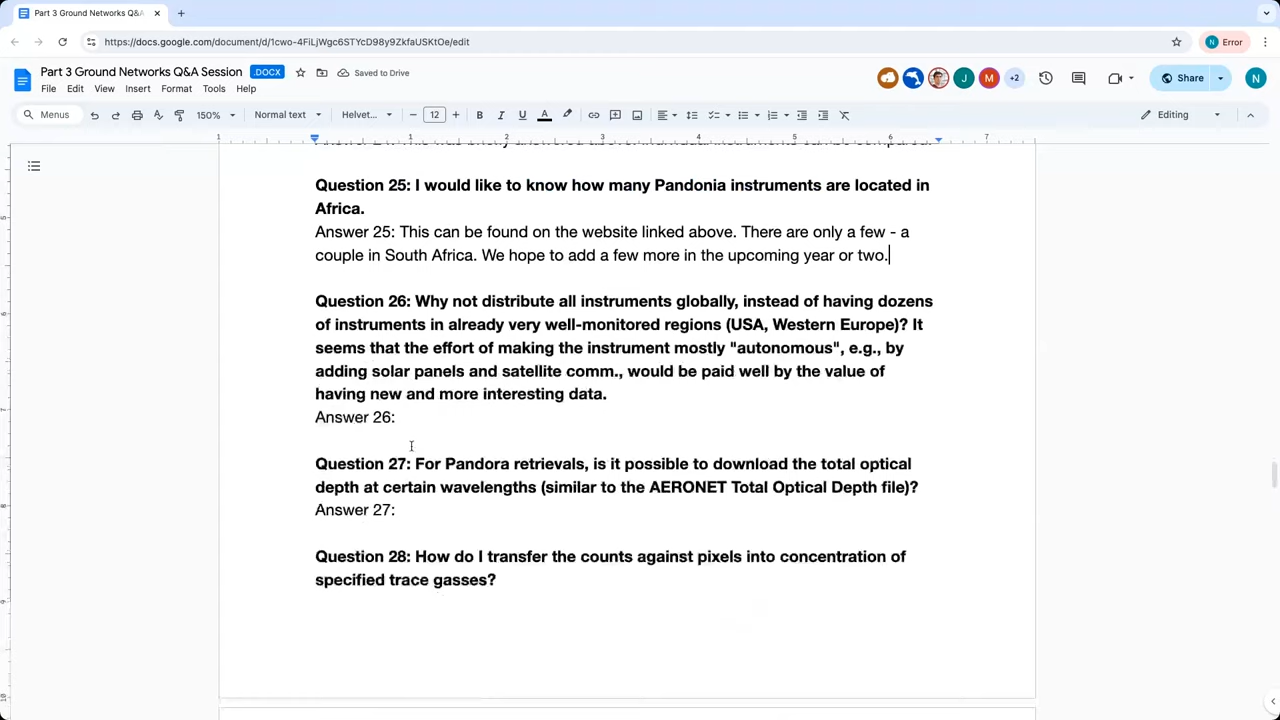 Part 3 Ground Networks Q&A
https://docs.google.com/document/d/1cwo-4FiLjWgc6STYcD98y9ZkfaUSKtOe/edit
Error
Part 3 Ground Networks Q&A Session .DOCX Saved to Drive
File Edit View Insert Format Tools Help
J M +2 Share N
Menus 150% Normal text Helvet... 12 Editing
1 1 2 3 4 5 6 7
Question 25: I would like to know how many Pandonia instruments are located in
Africa.
Answer 25: This can be found on the website linked above. There are only a few - a
couple in South Africa. We hope to add a few more in the upcoming year or two.
Question 26: Why not distribute all instruments globally, instead of having dozens
of instruments in already very well-monitored regions (USA, Western Europe)? It
seems that the effort of making the instrument mostly "autonomous", e.g., by
adding solar panels and satellite comm., would be paid well by the value of
having new and more interesting data.
Answer 26:
Question 27: For Pandora retrievals, is it possible to download the total optical
depth at certain wavelengths (similar to the AERONET Total Optical Depth file)?
Answer 27:
Question 28: How do I transfer the counts against pixels into concentration of
specified trace gasses?